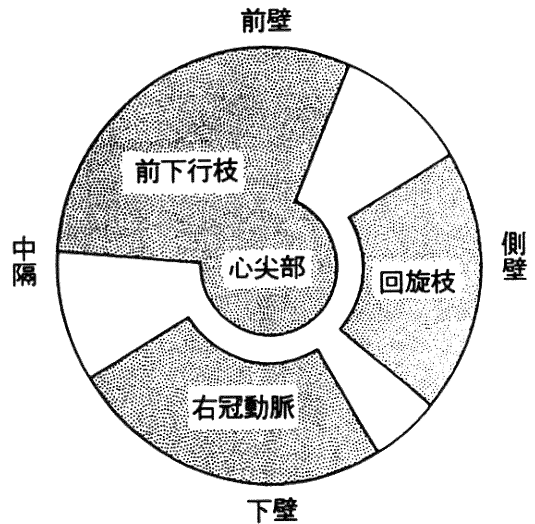 前壁
前下行枝
中隔
心尖部
側壁
回旋枝
右冠動脈
下壁